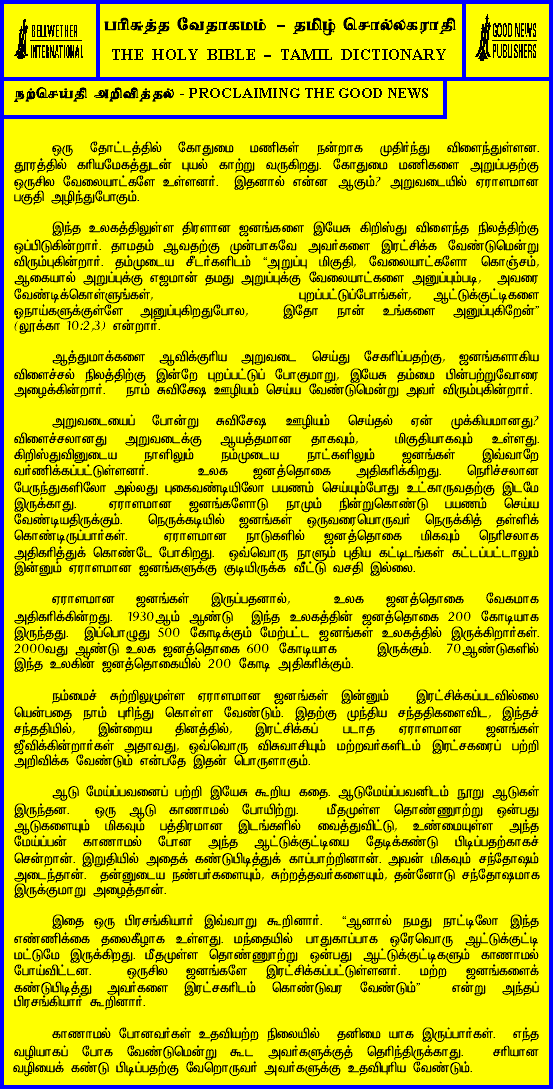 BELLWETHER
INTERNATIONAL
பரிசுத்த வேதாகமம் – தமிழ் சொல்லகராதி
THE HOLY BIBLE – TAMIL DICTIONARY
GOOD NEWS
PUBLISHERS
நற்செய்தி அறிவித்தல் - PROCLAIMING THE GOOD NEWS
ஒரு தோட்டத்தில் கோதுமை மணிகள் நன்றாக முதிர்ந்து விளைந்துள்ளன.
தூரத்தில் கரியமேகத்துடன் புயல் காற்று வருகிறது. கோதுமை மணிகளை அறுப்பதற்கு
ஒருசில வேலையாட்களே உள்ளனர். இதனால் என்ன ஆகும்? அறுவடையில் ஏராளமான
பகுதி அழிந்துபோகும்.
இந்த உலகத்திலுள்ள திரளான ஜனங்களை இயேசு கிறிஸ்து விளைந்த நிலத்திற்கு
ஒப்பிடுகின்றார். தாமதம் ஆவதற்கு முன்பாகவே அவர்களை இரட்சிக்க வேண்டுமென்று
விரும்புகின்றார். தம்முடைய சீடர்களிடம் “அறுப்பு மிகுதி, வேலையாட்களோ கொஞ்சம்,
ஆகையால் அறுப்புக்கு எஜமான் தமது அறுப்புக்கு வேலையாட்களை அனுப்பும்படி, அவரை
வேண்டிக்கொள்ளுங்கள், புறப்பட்டுப்போங்கள், ஆட்டுக்குட்டிகளை
ஓநாய்களுக்குள்ளே அனுப்புகிறதுபோல, இதோ நான் உங்களை அனுப்புகிறேன்”
(லூக்கா 10:2,3) என்றார்.
ஆத்துமாக்களை ஆவிக்குரிய அறுவடை செய்து சேகரிப்பதற்கு, ஜனங்களாகிய
விளைச்சல் நிலத்திற்கு இன்றே புறப்பட்டுப் போகுமாறு, இயேசு தம்மை பின்பற்றுவோரை
அழைக்கின்றார். நாம் சுவிசேஷ ஊழியம் செய்ய வேண்டுமென்று அவர் விரும்புகின்றார்.
அறுவடையைப் போன்று சுவிசேஷ ஊழியம் செய்தல் ஏன் முக்கியமானது?
விளைச்சலானது அறுவடைக்கு ஆயத்தமான தாகவும், மிகுதியாகவும் உள்ளது.
கிறிஸ்துவினுடைய நாளிலும் நம்முடைய நாட்களிலும் ஜனங்கள் இவ்வாறே
வர்ணிக்கப்பட்டுள்ளனர். உலக ஜனத்தொகை அதிகரிக்கிறது. நெரிச்சலான
பேருந்துகளிலோ அல்லது புகைவண்டியிலோ பயணம் செய்யும்போது உட்காருவதற்கு இடமே
இருக்காது. ஏராளமான ஜனங்களோடு நாமும் நின்றுகொண்டு பயணம் செய்ய
வேண்டியதிருக்கும். நெருக்கடியில் ஜனங்கள் ஒருவரையொருவர் நெருக்கித் தள்ளிக்
கொண்டிருப்பார்கள். ஏராளமான நாடுகளில் ஜனத்தொகை மிகவும் நெரிசலாக
அதிகரித்துக் கொண்டே போகிறது. ஒவ்வொரு நாளும் புதிய கட்டிடங்கள் கட்டப்பட்டாலும்
இன்னும் ஏராளமான ஜனங்களுக்கு குடியிருக்க வீட்டு வசதி இல்லை.
ஏராளமான ஜனங்கள் இருப்பதனால், உலக ஜனத்தொகை வேகமாக
அதிகரிக்கின்றது. 1930ஆம் ஆண்டு இந்த உலகத்தின் ஜனத்தொகை 200 கோடியாக
இருந்தது. இப்பொழுது 500 கோடிக்கும் மேற்பட்ட ஜனங்கள் உலகத்தில் இருக்கிறார்கள்.
2000வது ஆண்டு உலக ஜனத்தொகை 600 கோடியாக இருக்கும். 70ஆண்டுகளில்
இந்த உலகின் ஜனத்தொகையில் 200 கோடி அதிகரிக்கும்.
நம்மைச் சுற்றிலுமுள்ள ஏராளமான ஜனங்கள் இன்னும் இரட்சிக்கப்படவில்லை
யென்பதை நாம் புரிந்து கொள்ள வேண்டும். இதற்கு முந்திய சந்ததிகளைவிட, இந்தச்
சந்ததியில், இன்றைய தினத்தில், இரட்சிக்கப் படாத ஏராளமான ஜனங்கள்
ஜீவிக்கின்றார்கள் அதாவது, ஒவ்வொரு விசுவாசியும் மற்றவர்களிடம் இரட்சகரைப் பற்றி
அறிவிக்க வேண்டும் என்பதே இதன் பொருளாகும்.
ஆடு மேய்ப்பவனைப் பற்றி இயேசு கூறிய கதை. ஆடுமேய்ப்பவனிடம் நூறு ஆடுகள்
இருந்தன. ஒரு ஆடு காணாமல் போயிற்று. மீதமுள்ள தொண்ணூற்று ஒன்பது
ஆடுகளையும் மிகவும் பத்திரமான இடங்களில் வைத்துவிட்டு, உண்மையுள்ள அந்த
மேய்ப்பன் காணாமல் போன அந்த ஆட்டுக்குட்டியை தேடிக்கண்டு பிடிப்பதற்காகச்
சென்றான். இறுதியில் அதைக் கண்டுபிடித்துக் காப்பாற்றினான். அவன் மிகவும் சந்தோஷம்
அடைந்தான். தன்னுடைய நண்பர்களையும், சுற்றத்தவர்களையும், தன்னோடு சந்தோஷமாக
இருக்குமாறு அழைத்தான்.
இதை ஒரு பிரசங்கியார் இவ்வாறு கூறினார். “ஆனால் நமது நாட்டிலோ இந்த
எண்ணிக்கை தலைகீழாக உள்ளது. மந்தையில் பாதுகாப்பாக ஒரேவொரு ஆட்டுக்குட்டி
மட்டுமே இருக்கிறது. மீதமுள்ள தொண்ணூற்று ஒன்பது ஆட்டுக்குட்டிகளும் காணாமல்
போய்விட்டன. ஒருசில ஜனங்களே இரட்சிக்கப்பட்டுள்ளனர். மற்ற ஜனங்களைக்
கண்டுபிடித்து அவர்களை இரட்சகரிடம் கொண்டுவர வேண்டும்” என்று அந்தப்
பிரசங்கியார் கூறினார்.
காணாமல் போனவர்கள் உதவியற்ற நிலையில் தனிமை யாக இருப்பார்கள். எந்த
வழியாகப் போக வேண்டுமென்று கூட அவர்களுக்குத் தெரிந்திருக்காது. சரியான
வழியைக் கண்டு பிடிப்பதற்கு வேறொருவர் அவர்களுக்கு உதவிபுரிய வேண்டும்.